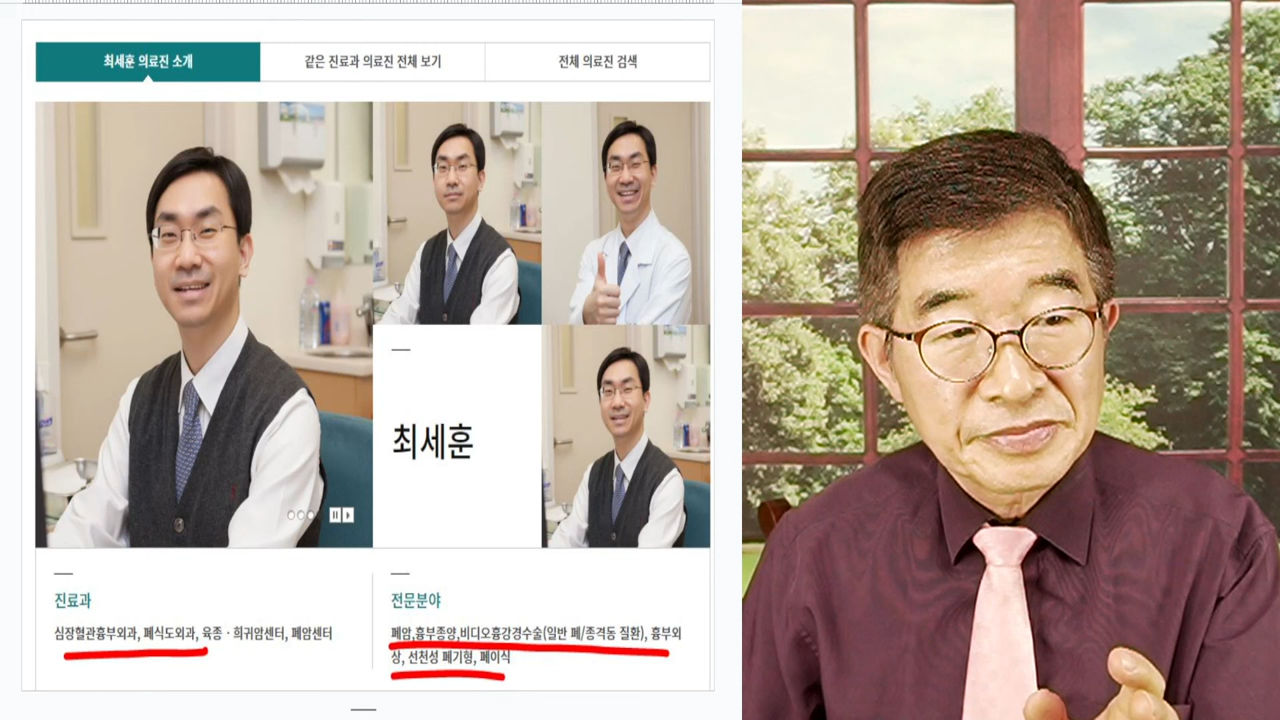 최세훈 의료진 소개
같은 진료과 의료진 전체 보기
전체 의료진 검색
최세훈
진료과
심장혈관흉부외과, 폐식도외과, 육종 · 희귀암센터, 폐암센터
전문분야
폐암,흉부종양,비디오흉강경수술(일반 폐/종격동 질환), 흉부외
상, 선천성 폐기형, 폐이식